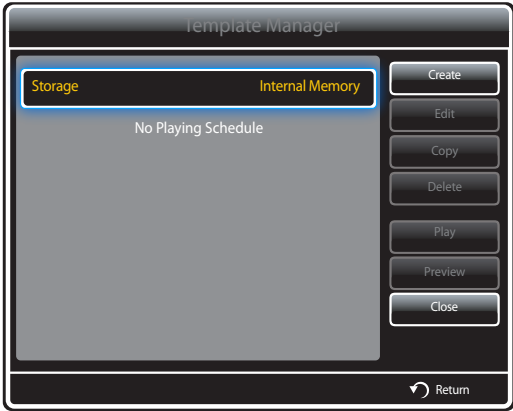 Template Manager
Storage Internal Memory
No Playing Schedule
Create
Edit
Copy
Delete
Play
Preview
Close
Return